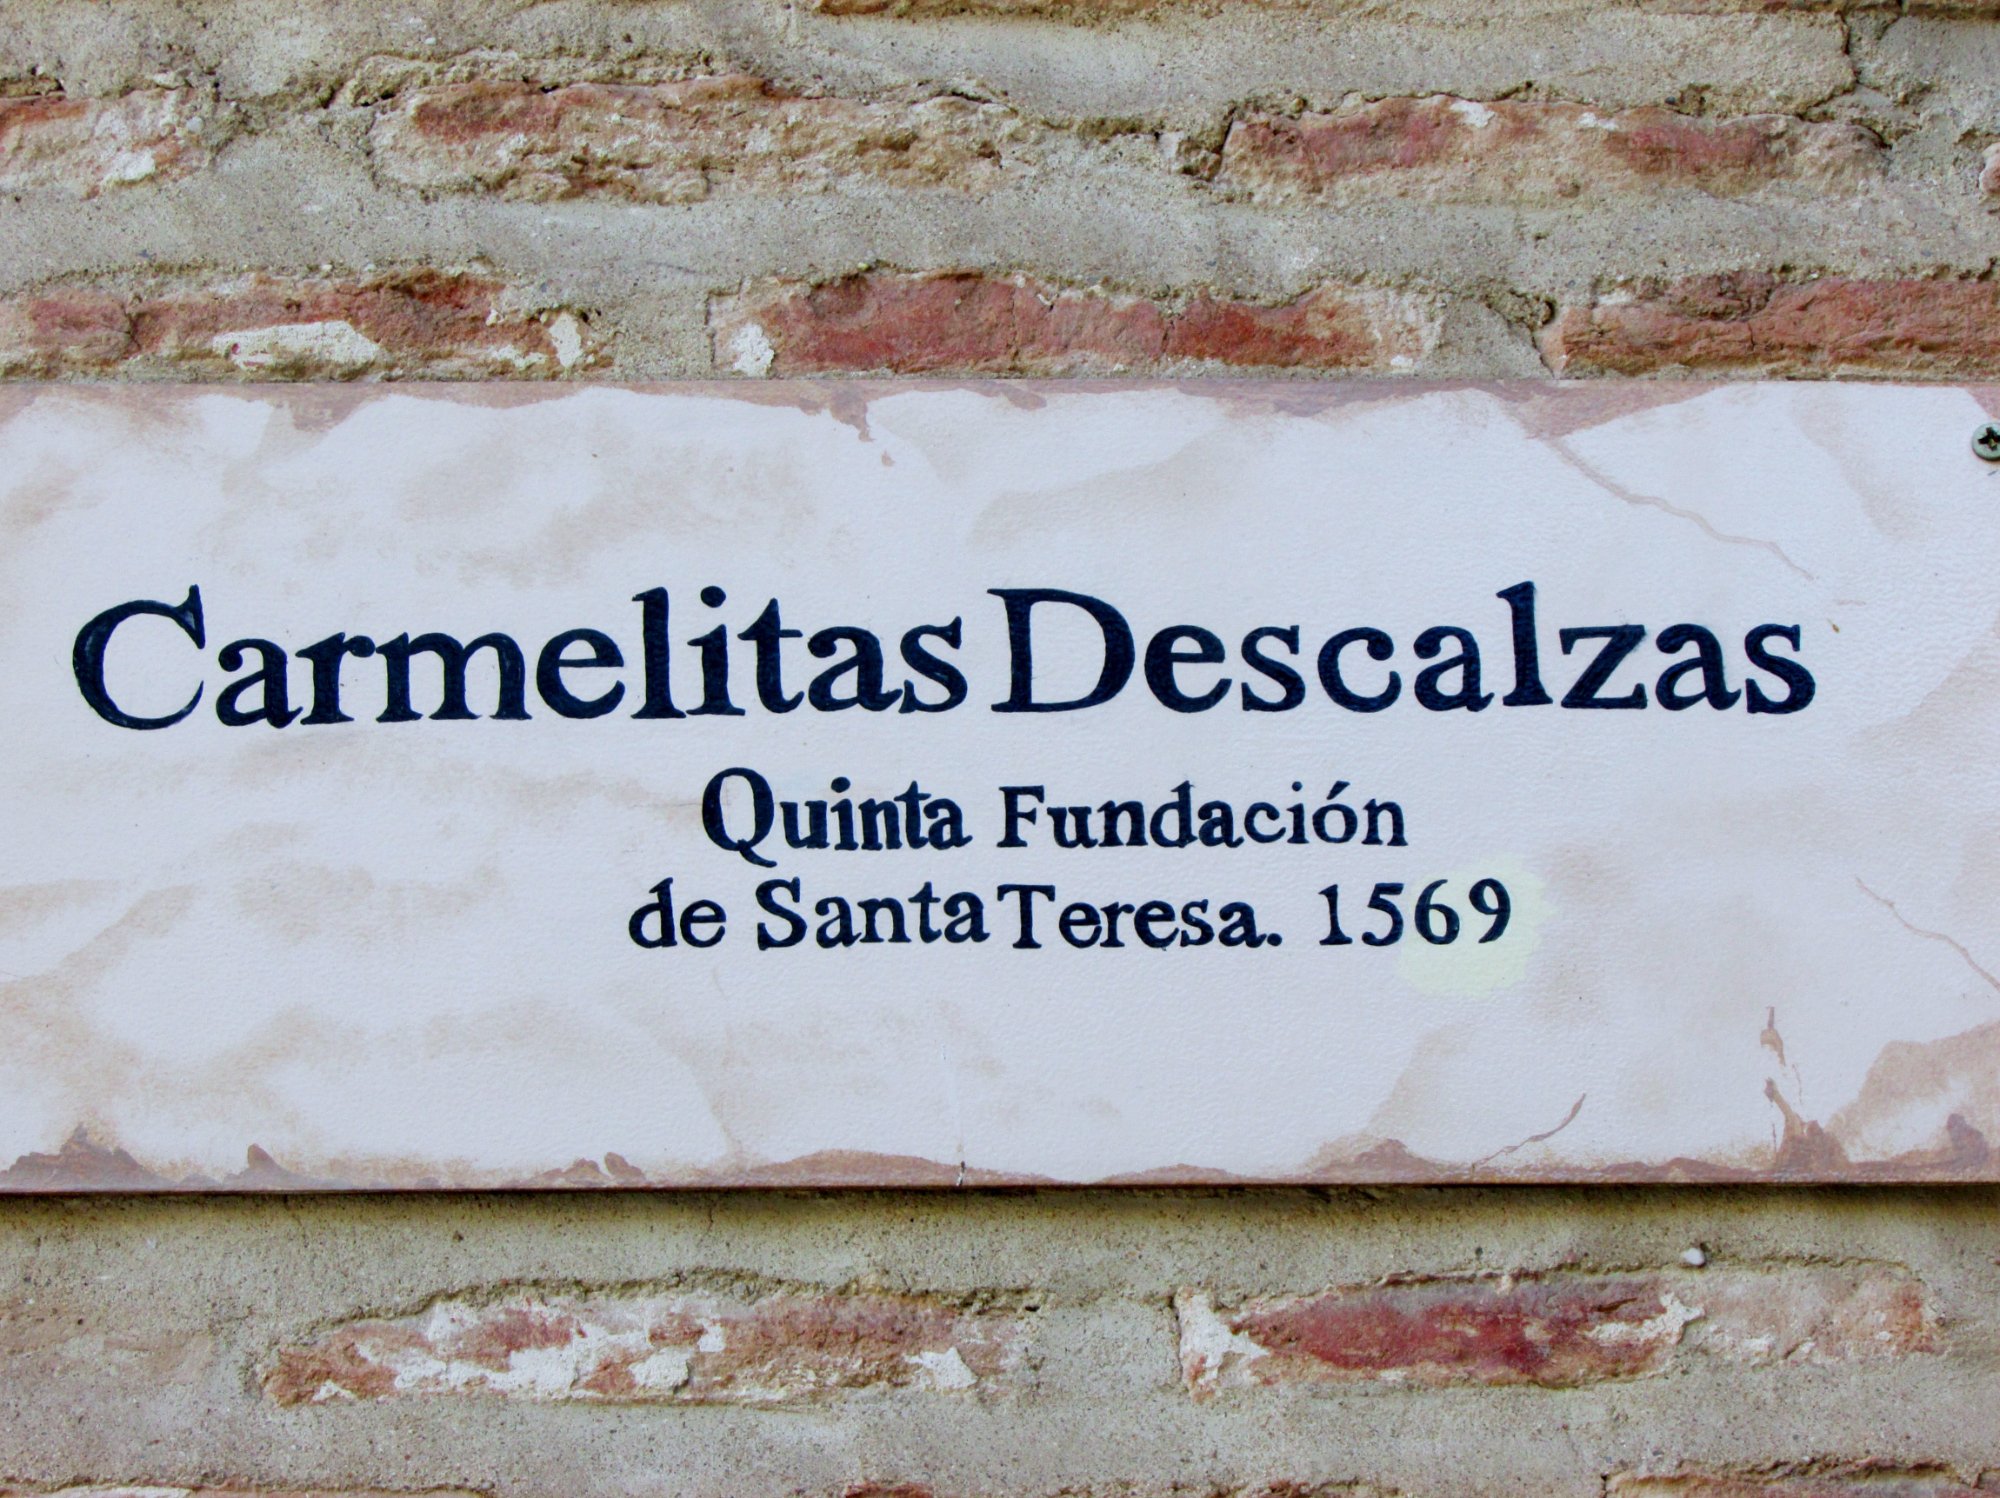 Carmelitas Descalzas
Quinta Fundación
de Santa Teresa. 1569